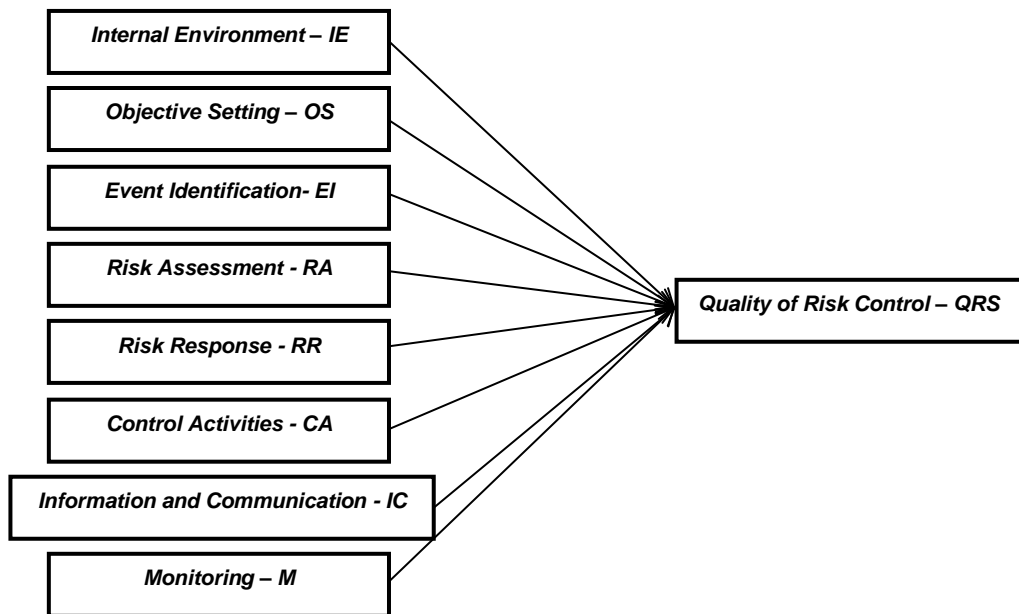 Internal Environment – IE
Objective Setting – OS
Event Identification- EI
Risk Assessment - RA
Risk Response - RR
Control Activities - CA
Information and Communication - IC
Monitoring – M
Quality of Risk Control – QRS